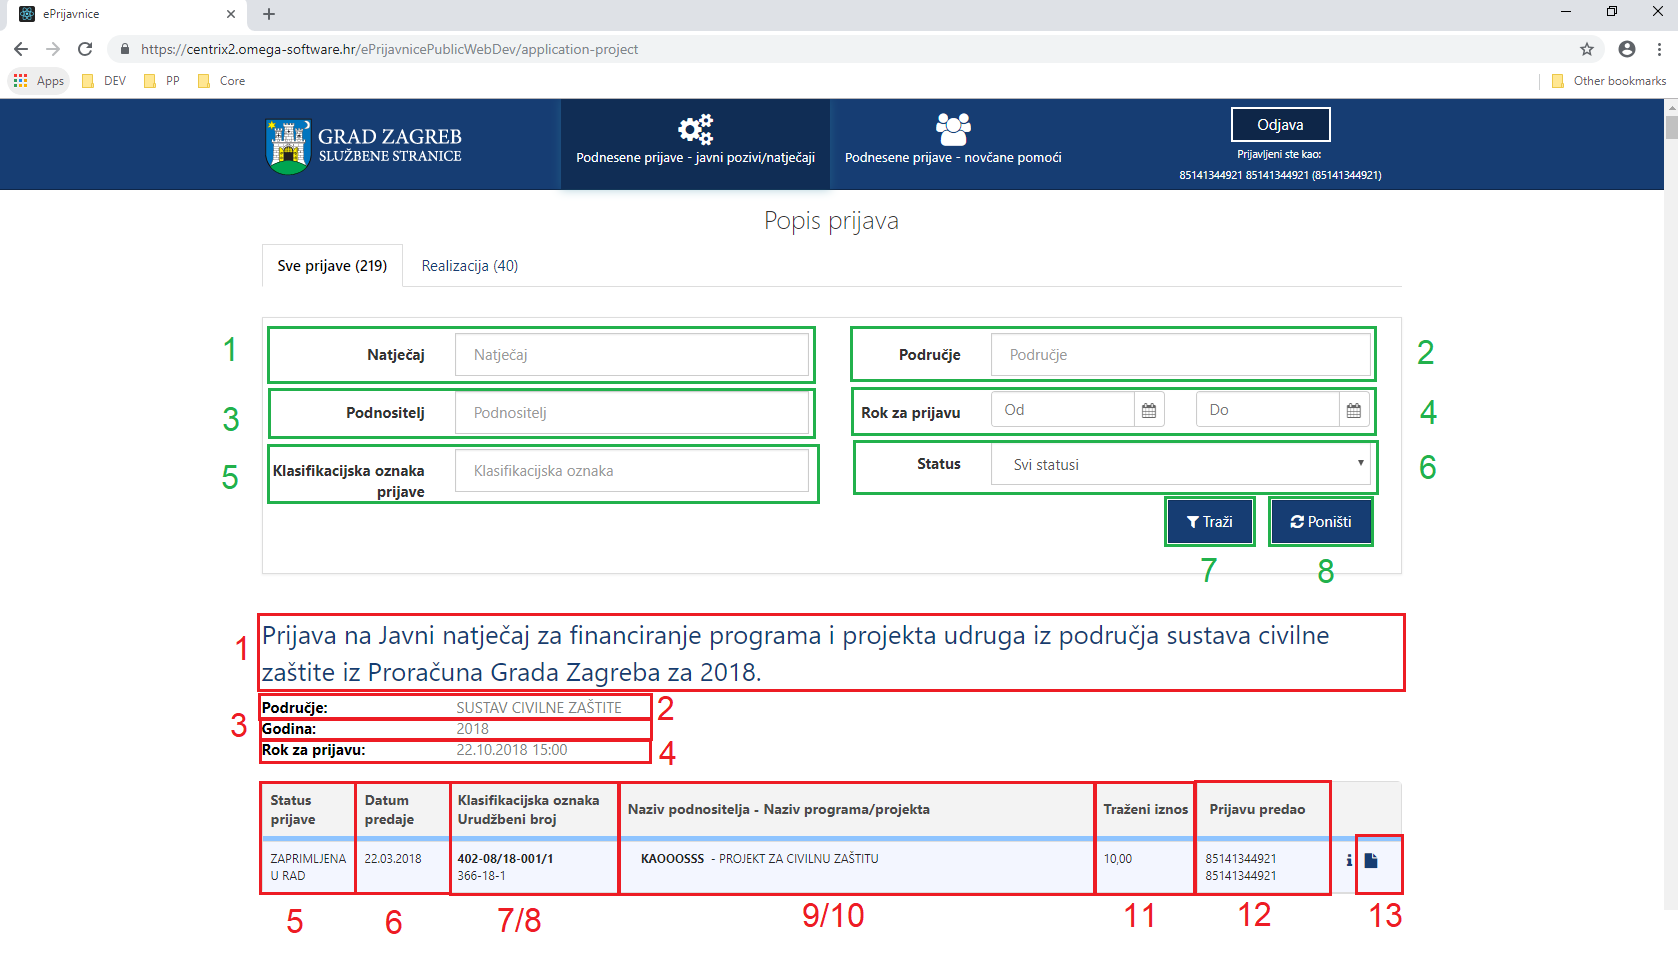 ePrijavnice
https://centrix2.omega-software.hr/ePrijavnicePublicWebDev/application-project
Apps DEV PP Core Other bookmarks
GRAD ZAGREB
SLUŽBENE STRANICE
Podnesene prijave - javni pozivi/natječaji
Podnesene prijave - novčane pomoći
Odjava
Prijavljeni ste kao:
85141344921 85141344921 (85141344921)
Popis prijava
Sve prijave (219) Realizacija (40)
1 Natječaj Natječaj Područje Područje 2
3 Podnositelj Podnositelj Rok za prijavu Od Do 4
5 Klasifikacijska oznaka prijave Klasifikacijska oznaka Status Svi statusi 6
Traži Poništi
7 8
1 Prijava na Javni natječaj za financiranje programa i projekta udruga iz područja sustava civilne
zaštite iz Proračuna Grada Zagreba za 2018.
Područje: SUSTAV CIVILNE ZAŠTITE 2
3 Godina: 2018
Rok za prijavu: 22.10.2018 15:00 4
Status prijave Datum predaje Klasifikacijska oznaka Urudžbeni broj Naziv podnositelja - Naziv programa/projekta Traženi iznos Prijavu predao
ZAPRIMLJENA 22.03.2018 402-08/18-001/1 KAOOOSSS - PROJEKT ZA CIVILNU ZAŠTITU 10,00 85141344921
U RAD 366-18-1 85141344921
5 6 7/8 9/10 11 12 13